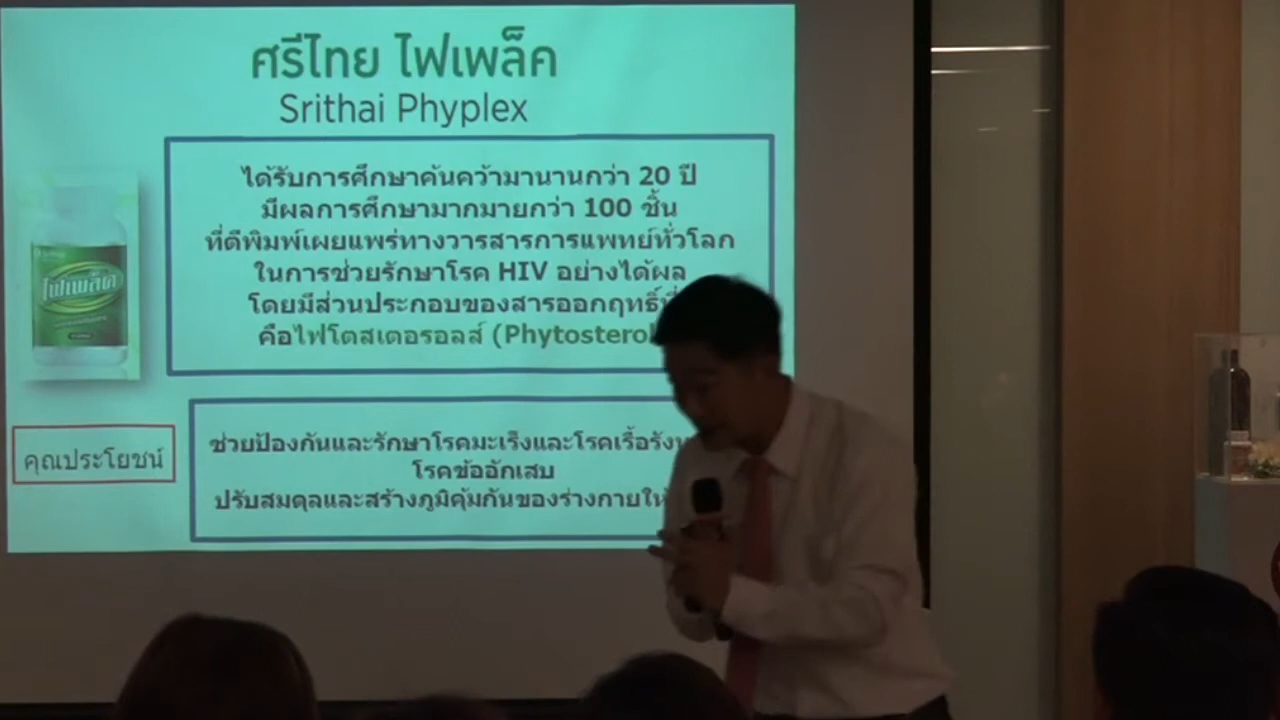 ศรีไทย ไฟเพล็ค
Srithai Phyplex
ได้รับการศึกษาค้นคว้ามานานกว่า 20 ปี
มีผลการศึกษามากมายกว่า 100 ชิ้น
ที่ตีพิมพ์เผยแพร่ทางวารสารการแพทย์ทั่วโลก
ในการช่วยรักษาโรค HIV อย่างได้ผล
โดยมีส่วนประกอบของสารออกฤทธิ์
คือไฟโตสเตอรอลส์ (Phytosterol
ไฟเพล็ค
คุณประโยชน์
ช่วยป้องกันและรักษาโรคมะเร็งและโรคเรื้อรัง
โรคข้ออักเสบ
ปรับสมดุลและสร้างภูมิคุ้มกันของร่างกายให้